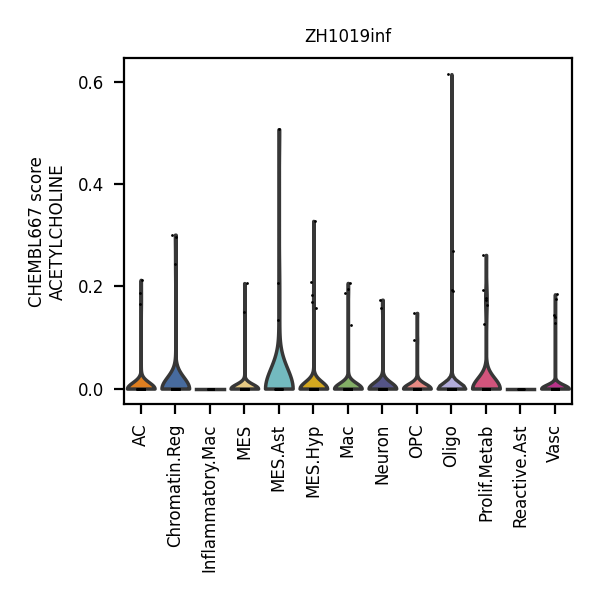 ZH1019inf
CHEMBL667 score
ACETYLCHOLINE
0.6
0.4
0.2
0.0
AC
Chromatin.Reg
Inflammatory.Mac
MES
MES.Ast
MES.Hyp
Mac
Neuron
OPC
Oligo
Prolif.Metab
Reactive.Ast
Vasc